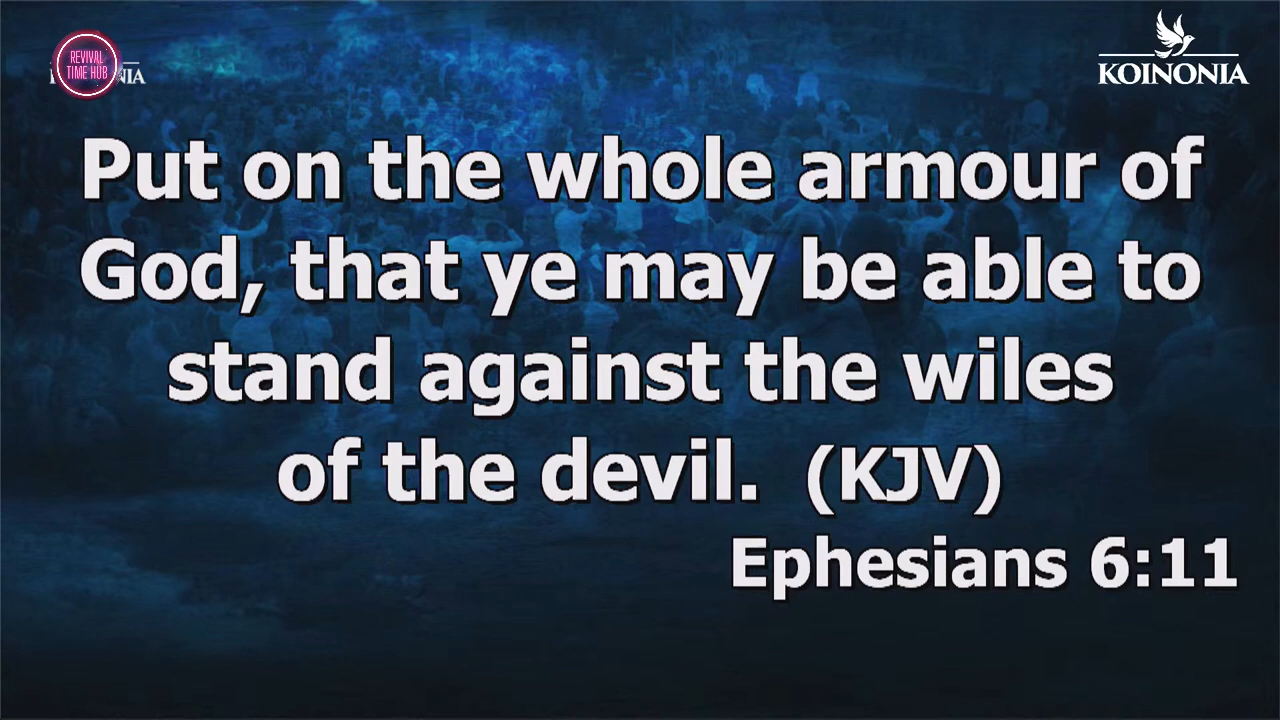 REVIVAL
TIME HUB
NIA
KOINONIA
Put on the whole armour of
God, that ye may be able to
stand against the wiles
of the devil. (KJV)
Ephesians 6:11